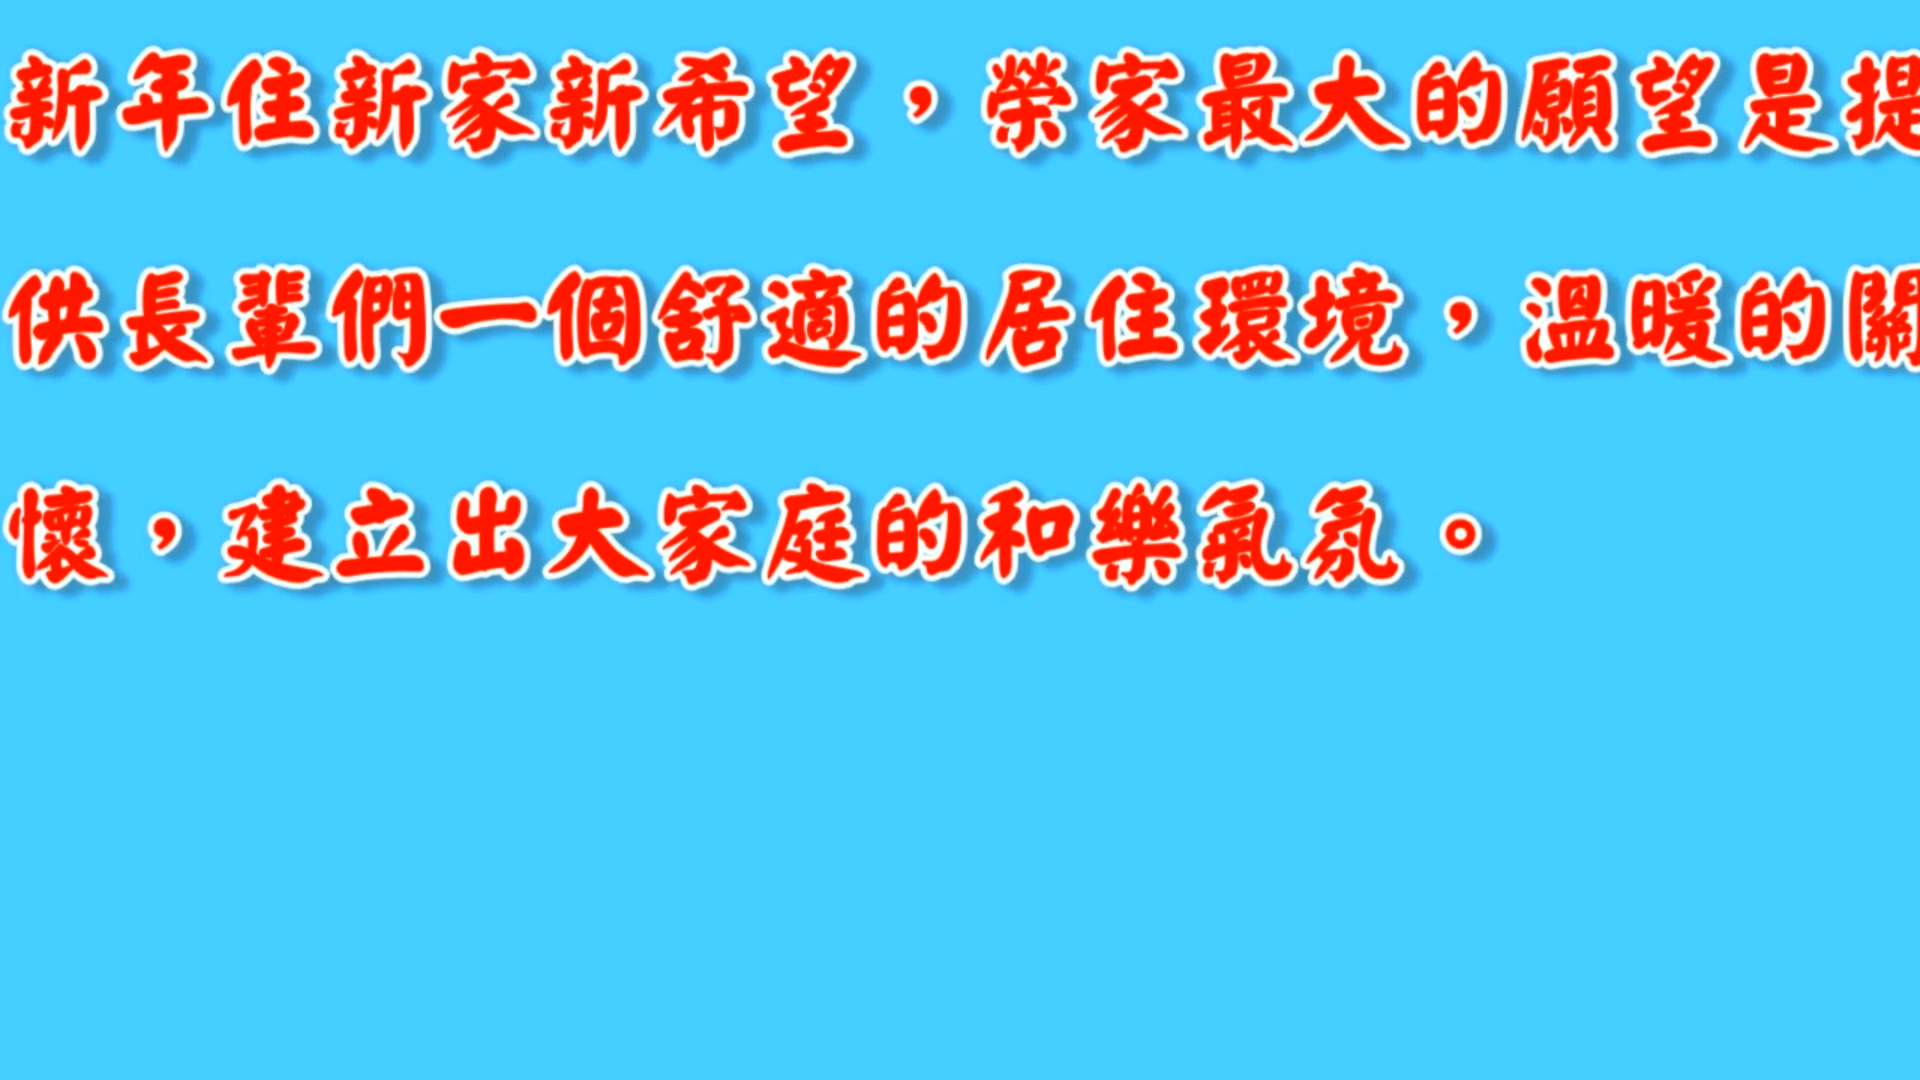 新年住新家新希望，榮家最大的願望是提
供長輩們一個舒適的居住環境，溫暖的關
懷，建立出大家庭的和樂氣氛。